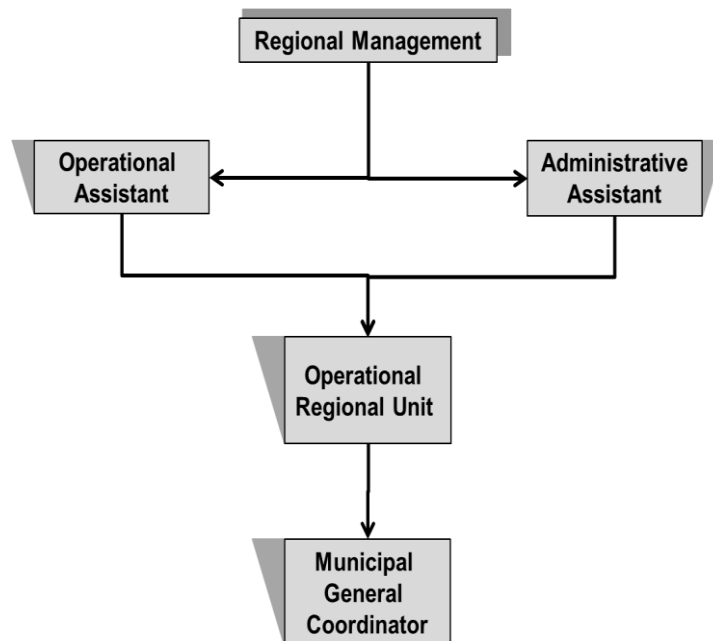 Regional Management
Operational
Assistant
Administrative
Assistant
Operational
Regional Unit
Municipal
General
Coordinator